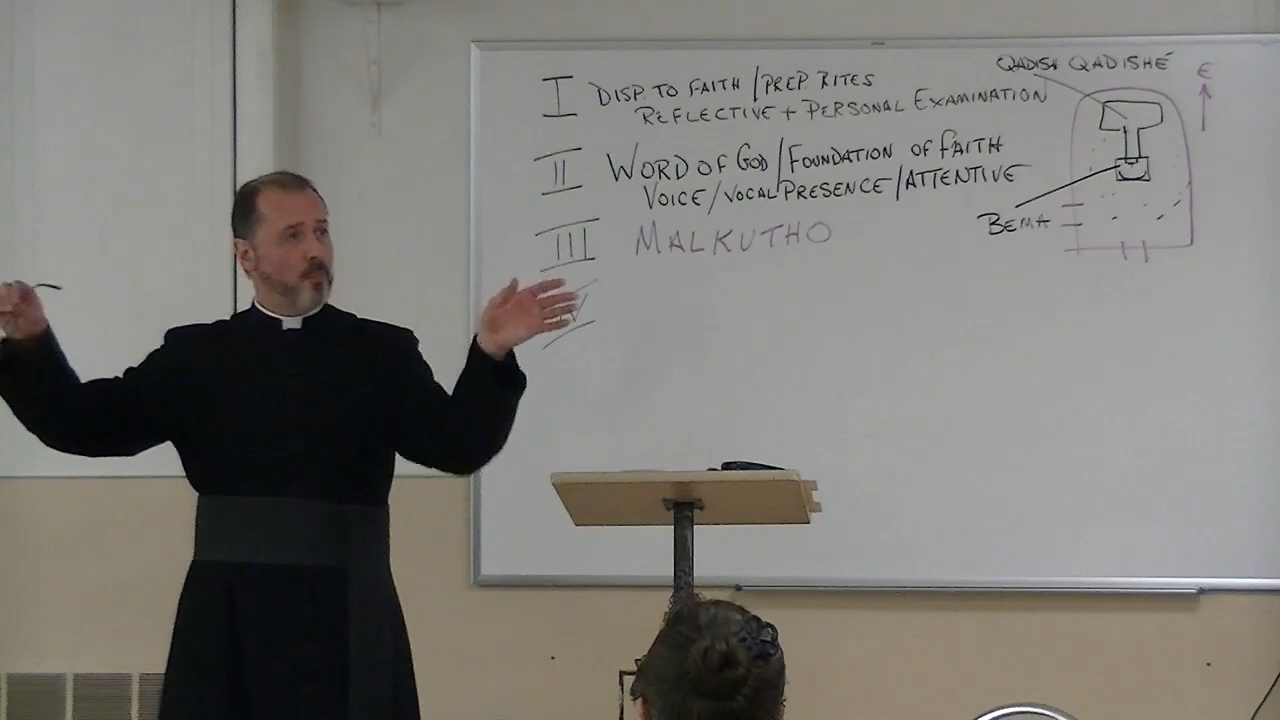 I DISP. TO FAITH / PREP RITES
REFLECTIVE + PERSONAL EXAMINATION
II WORD OF GOD / FOUNDATION OF FAITH
VOICE / VOCAL PRESENCE / ATTENTIVE
III MALKUTHO
QADISH QADISHÉ
E
BEMA